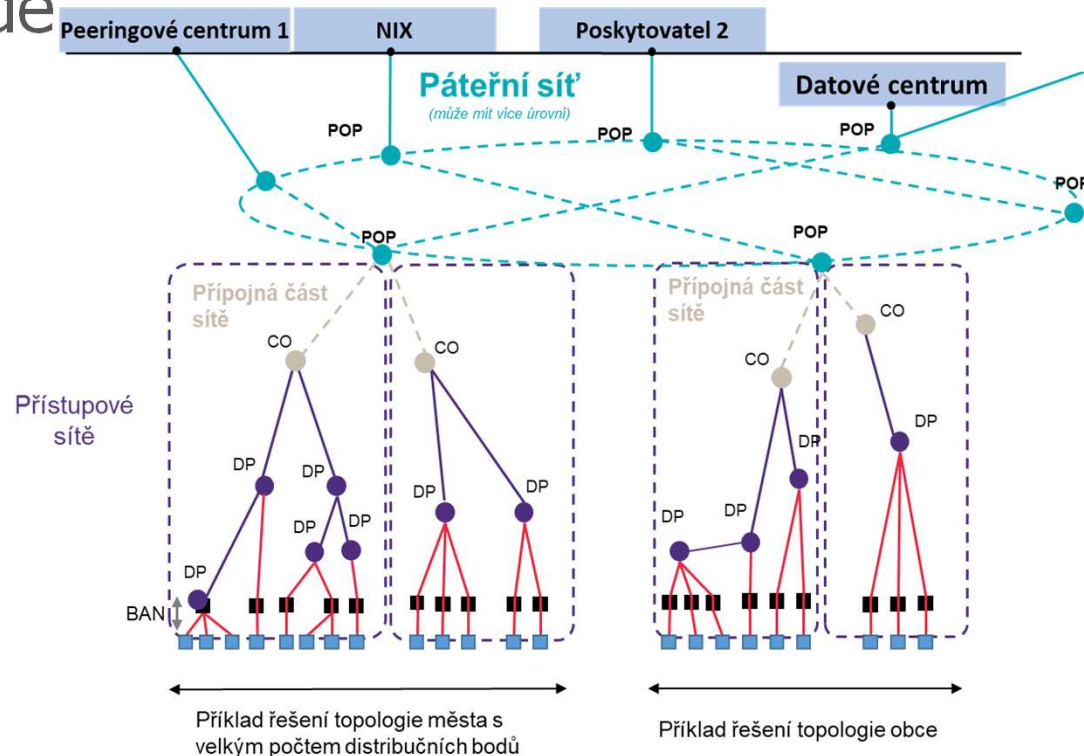 de
Peeringové centrum 1
NIX
Poskytovatel 2
Páteřní síť
(může mít více úrovní)
Datové centrum
POP
POP
POP
POP
POP
POP
Přípojná část
sítě
Přípojná část
sítě
CO
CO
CO
CO
Přístupové
sítě
DP
DP
DP
DP
DP
DP
DP
DP
DP
DP
DP
BAN
Příklad řešení topologie města s
velkým počtem distribučních bodů
Příklad řešení topologie obce